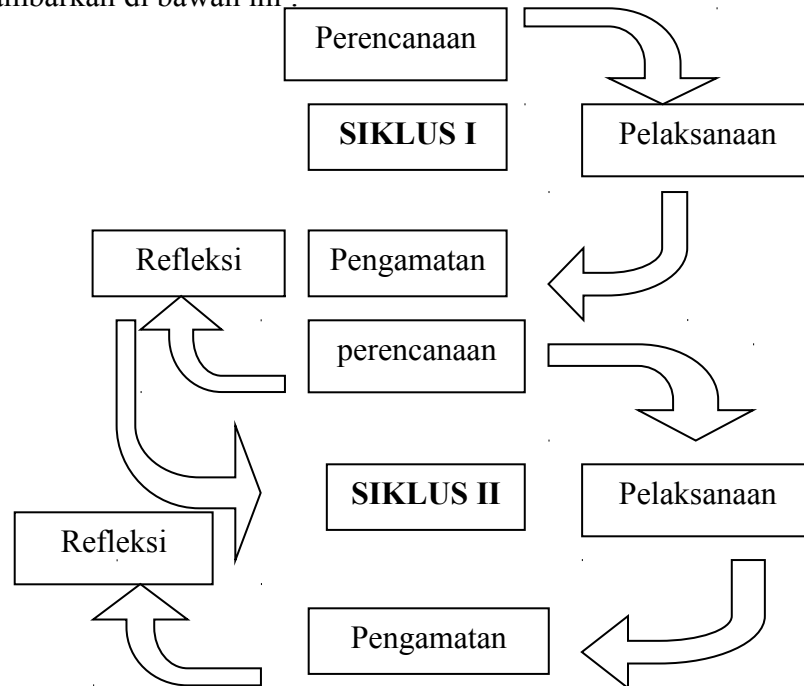 Perencanaan
SIKLUS I
Pelaksanaan
Refleksi
Pengamatan
perencanaan
SIKLUS II
Pelaksanaan
Refleksi
Pengamatan